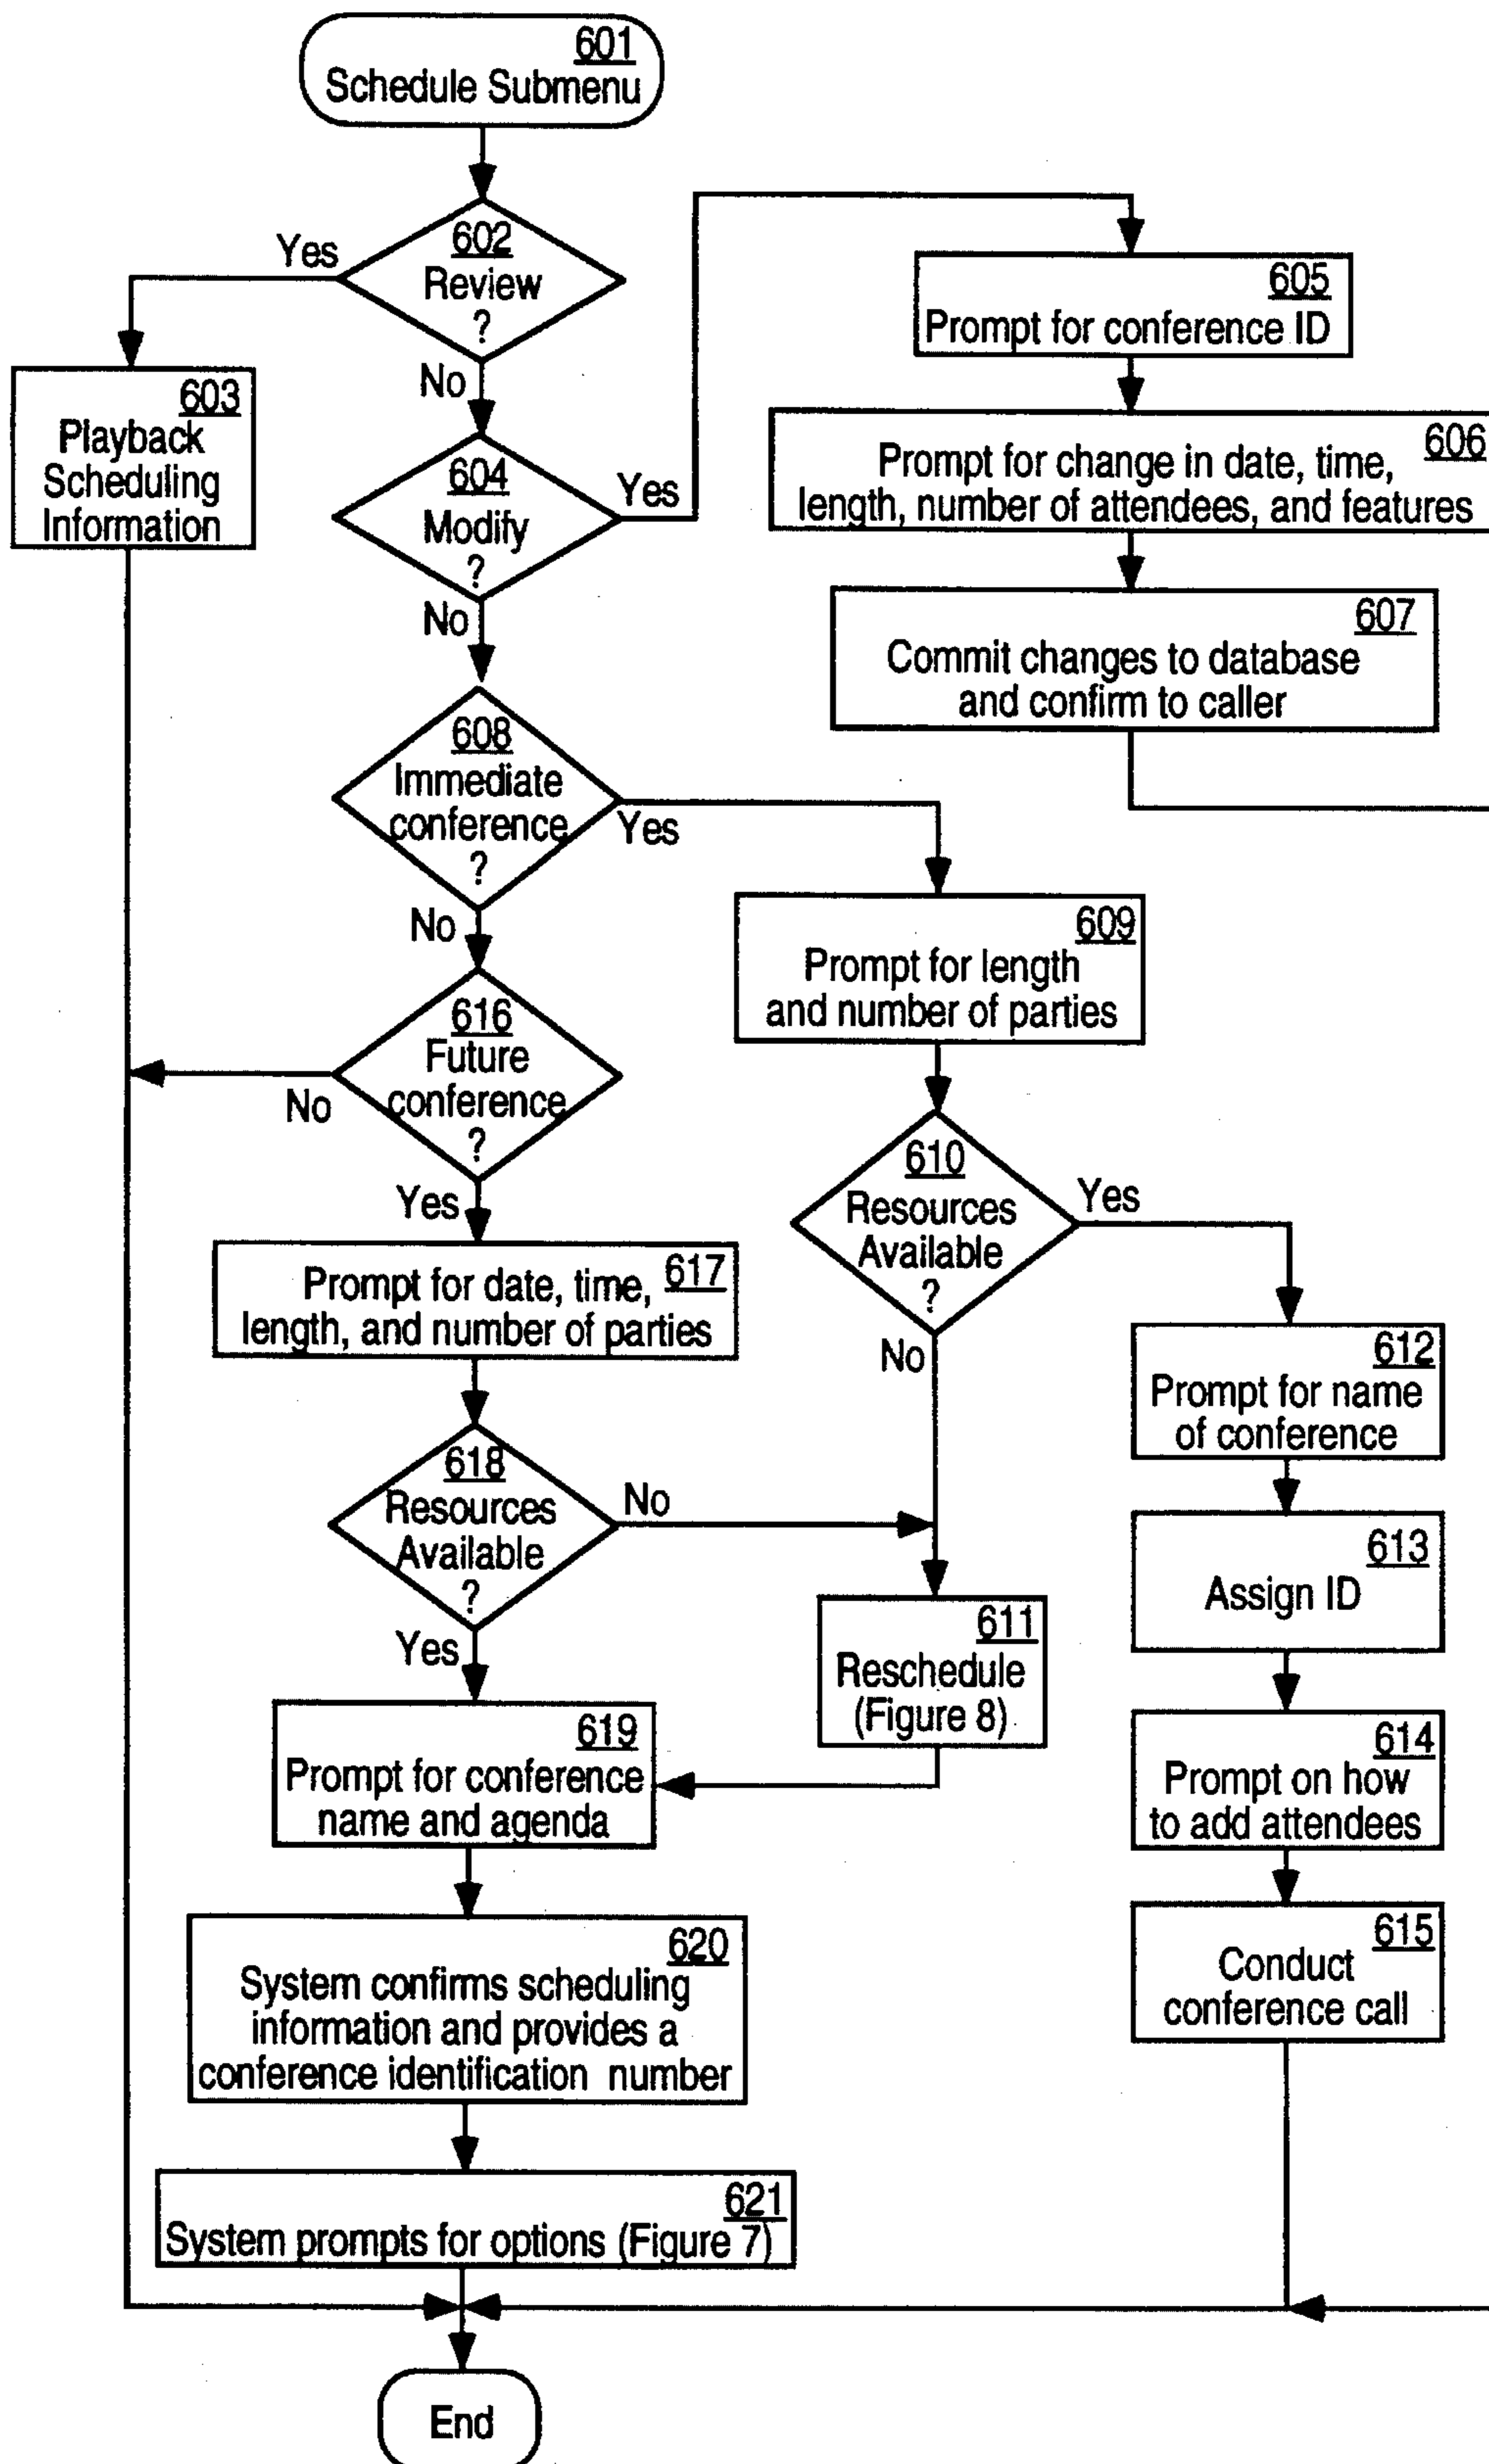 601
Schedule Submenu
602
Review
?
Yes
No
603
Playback
Scheduling
Information
604
Modify
?
Yes
No
605
Prompt for conference ID
606
Prompt for change in date, time,
length, number of attendees, and features
607
Commit changes to database
and confirm to caller
608
Immediate
conference
?
Yes
No
609
Prompt for length
and number of parties
616
Future
conference
?
No
Yes
610
Resources
Available
?
Yes
No
617
Prompt for date, time,
length, and number of parties
612
Prompt for name
of conference
618
Resources
Available
?
No
Yes
613
Assign ID
611
Reschedule
(Figure 8)
619
Prompt for conference
name and agenda
614
Prompt on how
to add attendees
620
System confirms scheduling
information and provides a
conference identification number
615
Conduct
conference call
621
System prompts for options (Figure 7)
End